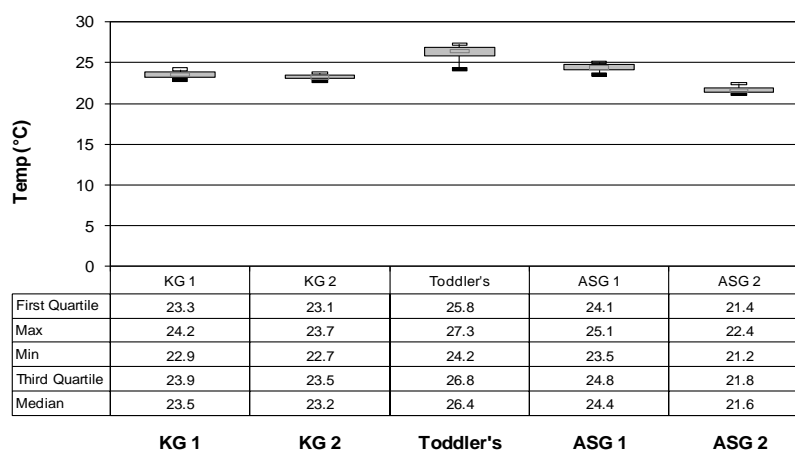 30
25
20
15
10
5
0
Temp (°C)
KG 1 KG 2 Toddler's ASG 1 ASG 2
First Quartile 23.3 23.1 25.8 24.1 21.4
Max 24.2 23.7 27.3 25.1 22.4
Min 22.9 22.7 24.2 23.5 21.2
Third Quartile 23.9 23.5 26.8 24.8 21.8
Median 23.5 23.2 26.4 24.4 21.6
KG 1 KG 2 Toddler's ASG 1 ASG 2